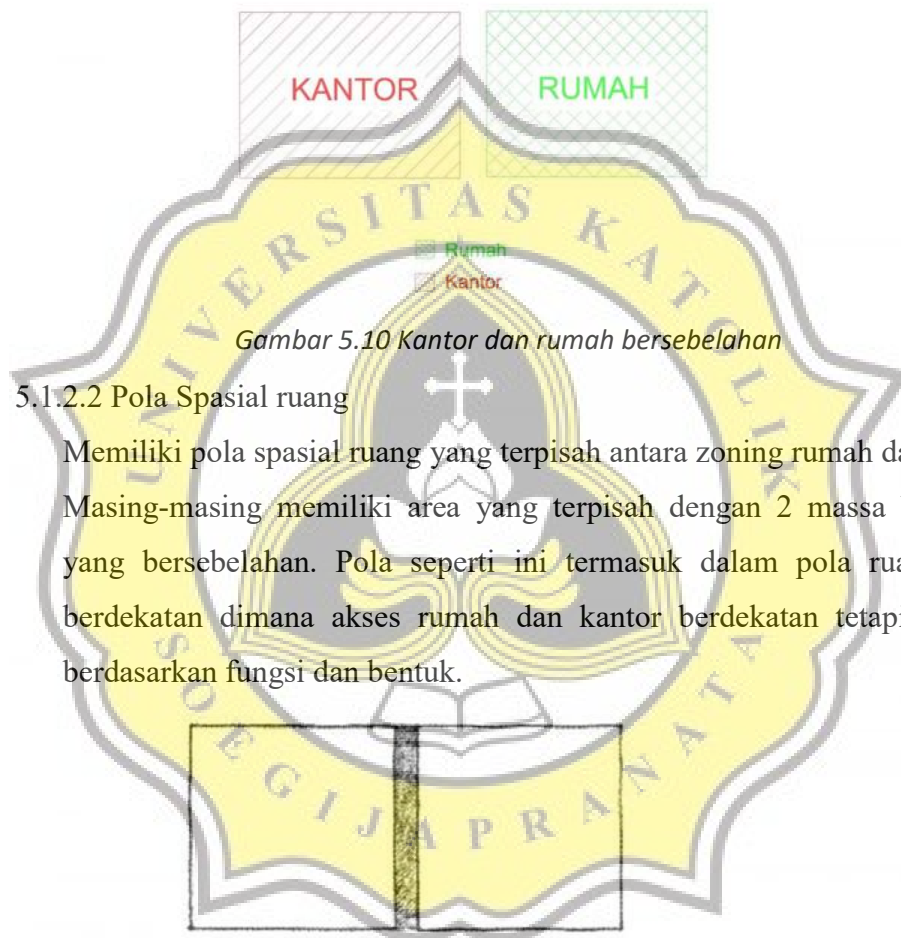 KANTOR RUMAH
UNIVERSITAS KATOLIK
Rumah
Kantor
Gambar 5.10 Kantor dan rumah bersebelahan
5.1.2.2 Pola Spasial ruang
Memiliki pola spasial ruang yang terpisah antara zoning rumah da
Masing-masing memiliki area yang terpisah dengan 2 massa
yang bersebelahan. Pola seperti ini termasuk dalam pola rua
berdekatan dimana akses rumah dan kantor berdekatan tetapi
berdasarkan fungsi dan bentuk.
SOEGIJAPRANATA